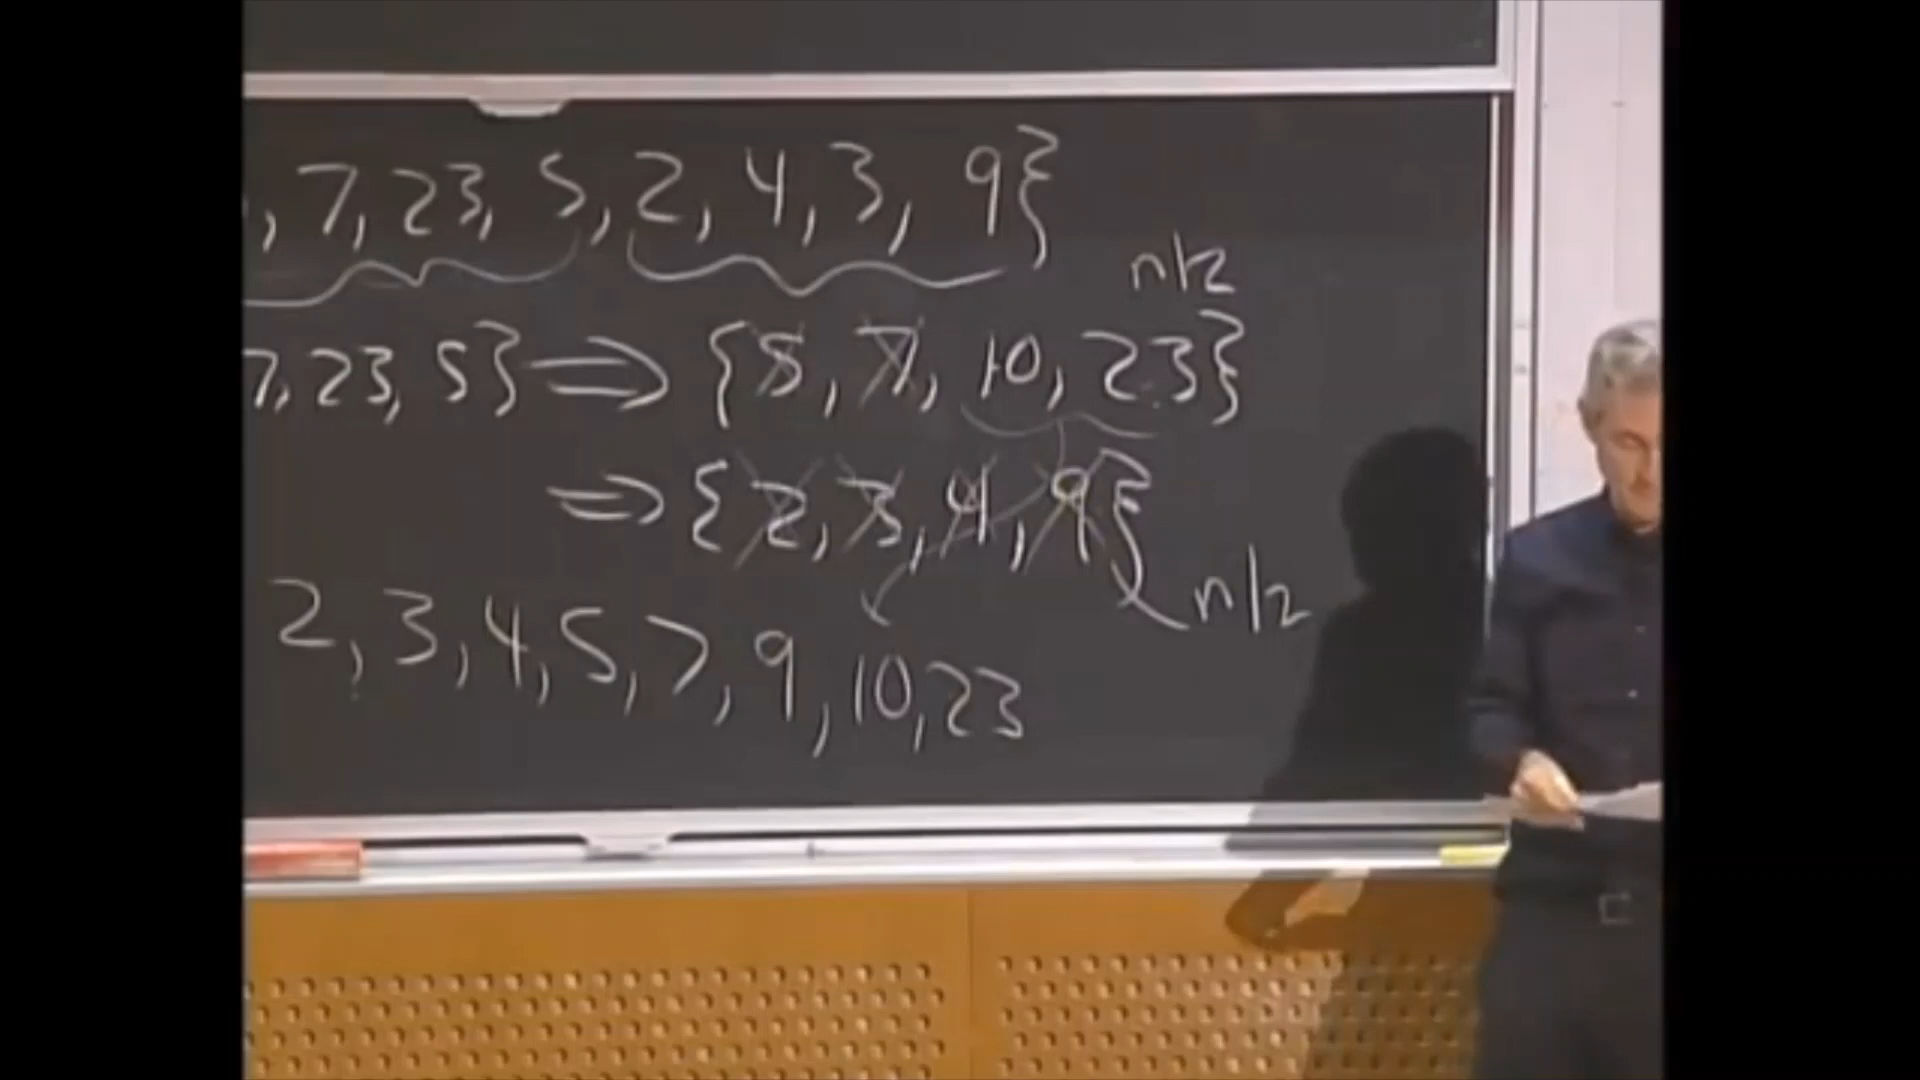 , 7, 23, 5, 2, 4, 3, 9}
n/2
7, 23, 5} ⇒ {5, 7, 10, 23}
⇒ {2, 3, 4, 9}
n/2
2, 3, 4, 5, 7, 9, 10, 23